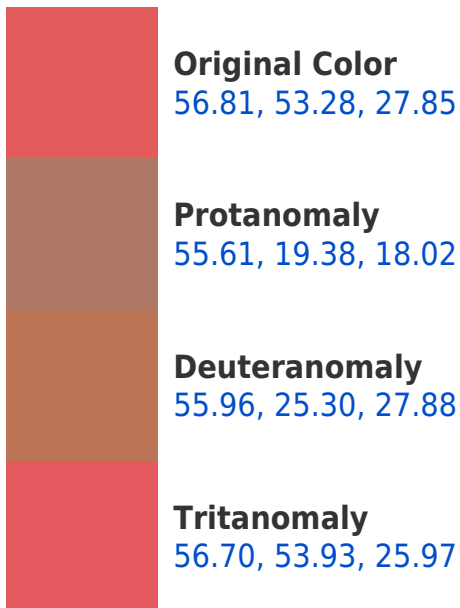 Original Color
56.81, 53.28, 27.85
Protanomaly
55.61, 19.38, 18.02
Deuteranomaly
55.96, 25.30, 27.88
Tritanomaly
56.70, 53.93, 25.97